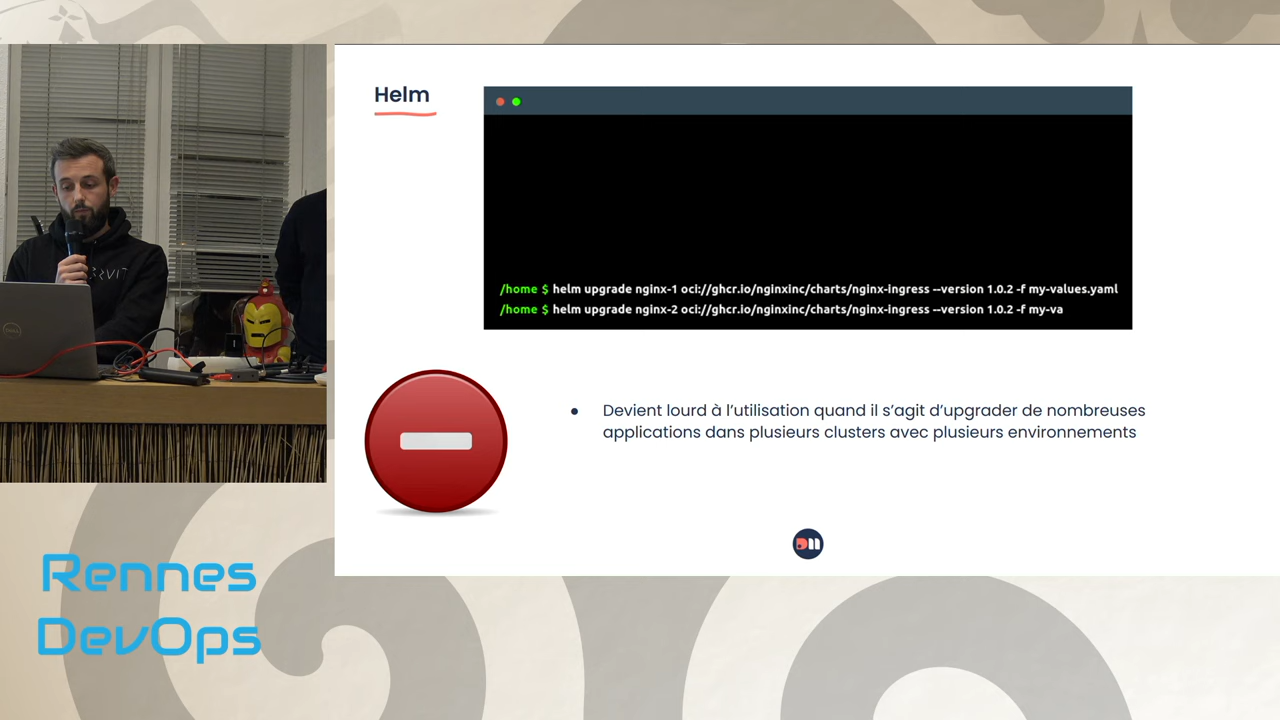 Helm
/home $ helm upgrade nginx-1 oci://ghcr.io/nginxinc/charts/nginx-ingress --version 1.0.2 -f my-values.yaml
/home $ helm upgrade nginx-2 oci://ghcr.io/nginxinc/charts/nginx-ingress --version 1.0.2 -f my-va
● Devient lourd à l’utilisation quand il s’agit d’upgrader de nombreuses
applications dans plusieurs clusters avec plusieurs environnements
Rennes
DevOps